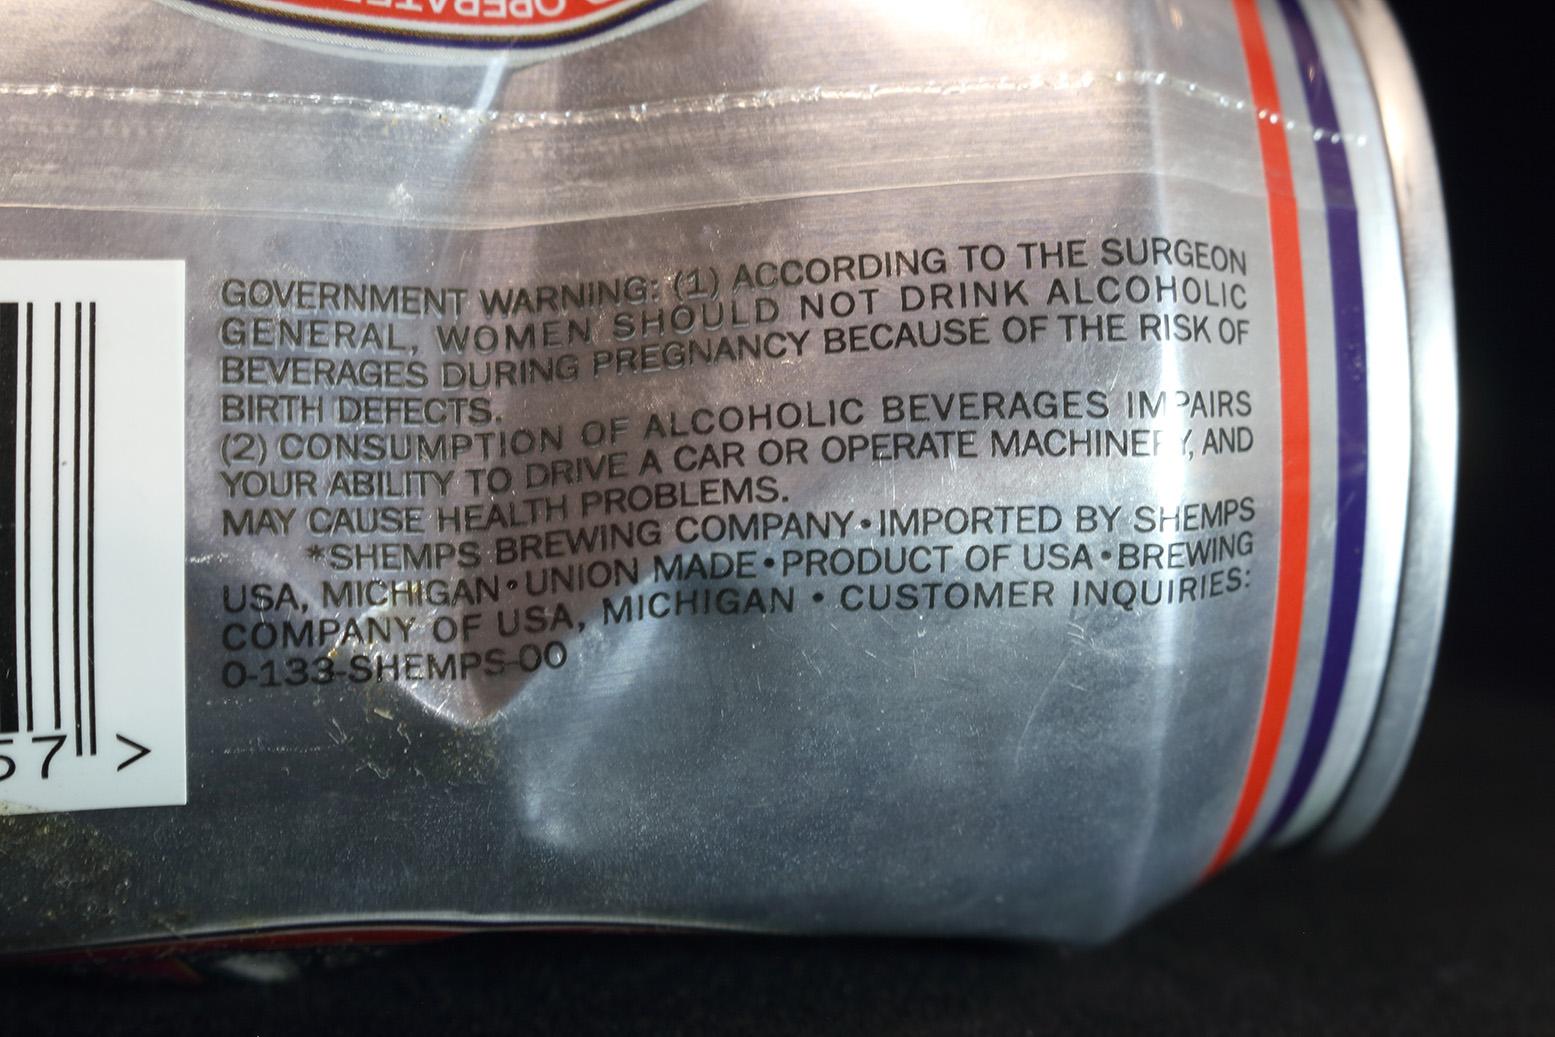 GOVERNMENT WARNING: (1) ACCORDING TO THE SURGEON
GENERAL, WOMEN SHOULD NOT DRINK ALCOHOLIC
BEVERAGES DURING PREGNANCY BECAUSE OF THE RISK OF
BIRTH DEFECTS.
(2) CONSUMPTION OF ALCOHOLIC BEVERAGES IMPAIRS
YOUR ABILITY TO DRIVE A CAR OR OPERATE MACHINERY, AND
MAY CAUSE HEALTH PROBLEMS.
*SHEMPS BREWING COMPANY•IMPORTED BY SHEMPS
USA, MICHIGAN•UNION MADE•PRODUCT OF USA•BREWING
COMPANY OF USA, MICHIGAN • CUSTOMER INQUIRIES:
0-133-SHEMPS-00
57 >